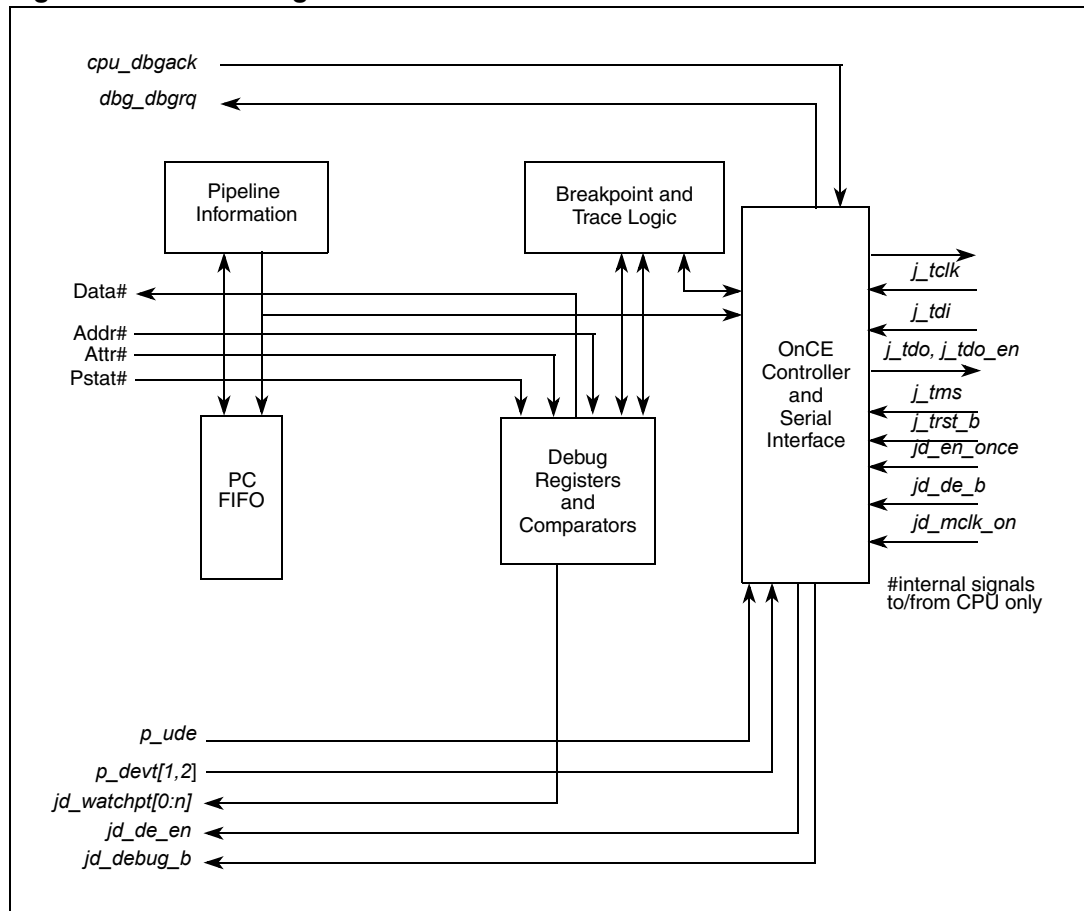 cpu_dbgack
dbg_dbgrq
Pipeline
Information
Breakpoint and
Trace Logic
Data#
Addr#
Attr#
Pstat#
PC
FIFO
Debug
Registers
and
Comparators
OnCE
Controller
and
Serial
Interface
j_tclk
j_tdi
j_tdo, j_tdo_en
j_tms
j_trst_b
jd_en_once
jd_de_b
jd_mclk_on
#internal signals
to/from CPU only
p_ude
p_devt[1,2]
jd_watchpt[0:n]
jd_de_en
jd_debug_b